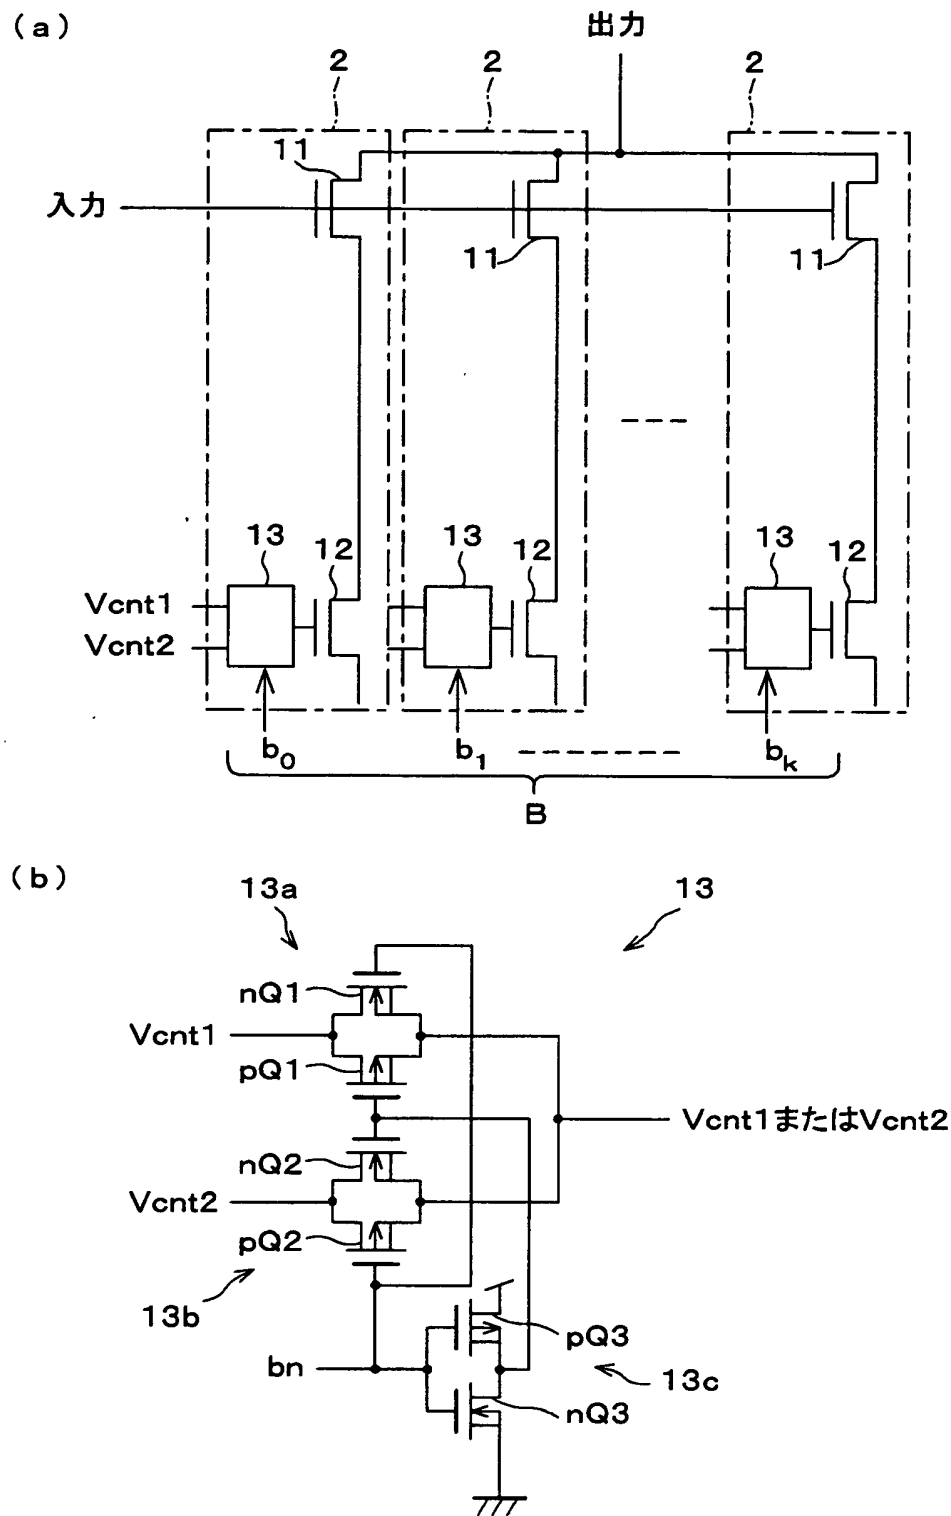 (a)
出力
2 2 2
11
入力
11 11
13 12 13 12 13 12
Vcnt1
Vcnt2
b0 b1 bk
B
(b)
13a 13
nQ1
Vcnt1
pQ1
Vcnt1またはVcnt2
nQ2
Vcnt2
pQ2
13b
pQ3
bn
13c
nQ3